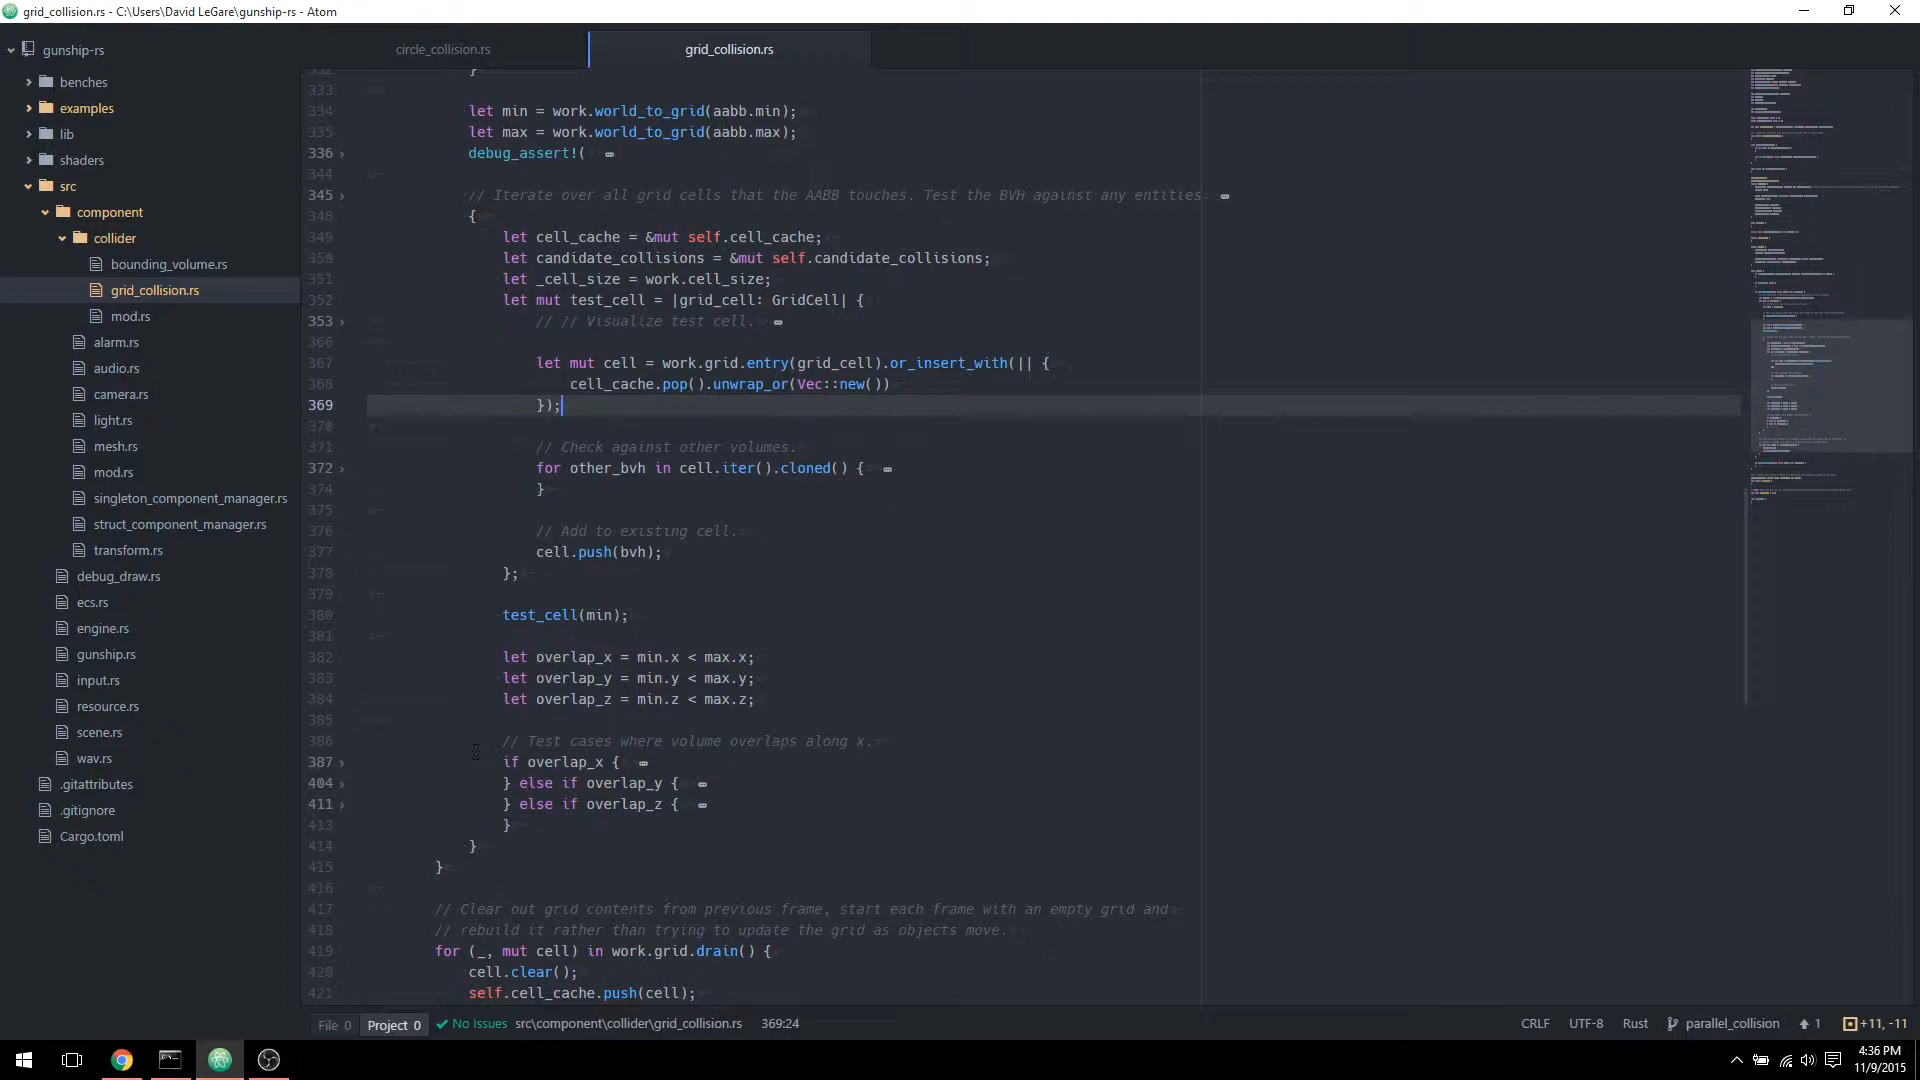 grid_collision.rs - C:\Users\David LeGare\gunship-rs - Atom
gunship-rs
benches
examples
lib
shaders
src
component
collider
bounding_volume.rs
grid_collision.rs
mod.rs
alarm.rs
audio.rs
camera.rs
light.rs
mesh.rs
mod.rs
singleton_component_manager.rs
struct_component_manager.rs
transform.rs
debug_draw.rs
ecs.rs
engine.rs
gunship.rs
input.rs
resource.rs
scene.rs
wav.rs
.gitattributes
.gitignore
Cargo.toml
circle_collision.rs grid_collision.rs
332 }
333
334 let min = work.world_to_grid(aabb.min);
335 let max = work.world_to_grid(aabb.max);
336 debug_assert!(
344
345 // Iterate over all grid cells that the AABB touches. Test the BVH against any entities
348 {
349 let cell_cache = &mut self.cell_cache;
350 let candidate_collisions = &mut self.candidate_collisions;
351 let _cell_size = work.cell_size;
352 let mut test_cell = |grid_cell: GridCell| {
353 // // Visualize test cell.
366
367 let mut cell = work.grid.entry(grid_cell).or_insert_with(|| {
368 cell_cache.pop().unwrap_or(Vec::new())
369 });
370
371 // Check against other volumes.
372 for other_bvh in cell.iter().cloned() {
374 }
375
376 // Add to existing cell.
377 cell.push(bvh);
378 };
379
380 test_cell(min);
381
382 let overlap_x = min.x < max.x;
383 let overlap_y = min.y < max.y;
384 let overlap_z = min.z < max.z;
385
386 // Test cases where volume overlaps along x.
387 if overlap_x {
404 } else if overlap_y {
411 } else if overlap_z {
413 }
414 }
415 }
416
417 // Clear out grid contents from previous frame, start each frame with an empty grid and
418 // rebuild it rather than trying to update the grid as objects move.
419 for (_, mut cell) in work.grid.drain() {
420 cell.clear();
421 self.cell_cache.push(cell);
File 0 Project 0 No Issues src\component\collider\grid_collision.rs 369:24 CRLF UTF-8 Rust parallel_collision 1 +11, -11
4:36 PM
11/9/2015